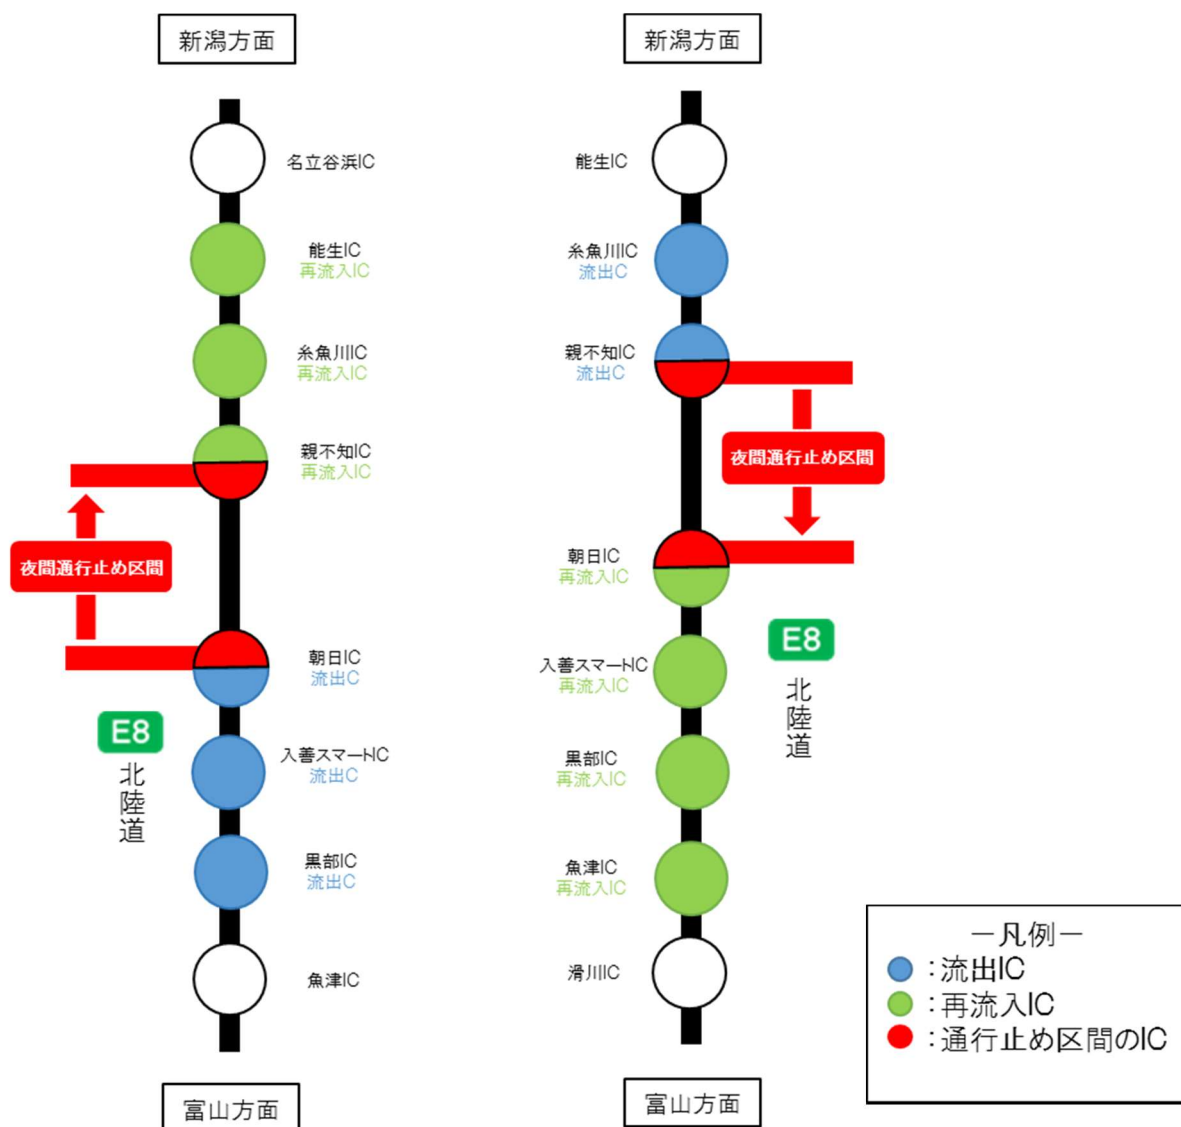 新潟方面
名立谷浜IC
能生IC
再流入IC
糸魚川IC
再流入IC
親不知IC
再流入IC
夜間通行止め区間
朝日IC
流出C
E8
北陸道
入善スマートIC
流出C
黒部IC
流出C
魚津IC
富山方面
新潟方面
能生IC
糸魚川IC
流出C
親不知IC
流出C
夜間通行止め区間
朝日IC
再流入IC
E8
北陸道
入善スマートIC
再流入IC
黒部IC
再流入IC
魚津IC
再流入IC
滑川IC
富山方面
－凡例－
：流出IC
：再流入IC
：通行止め区間のIC